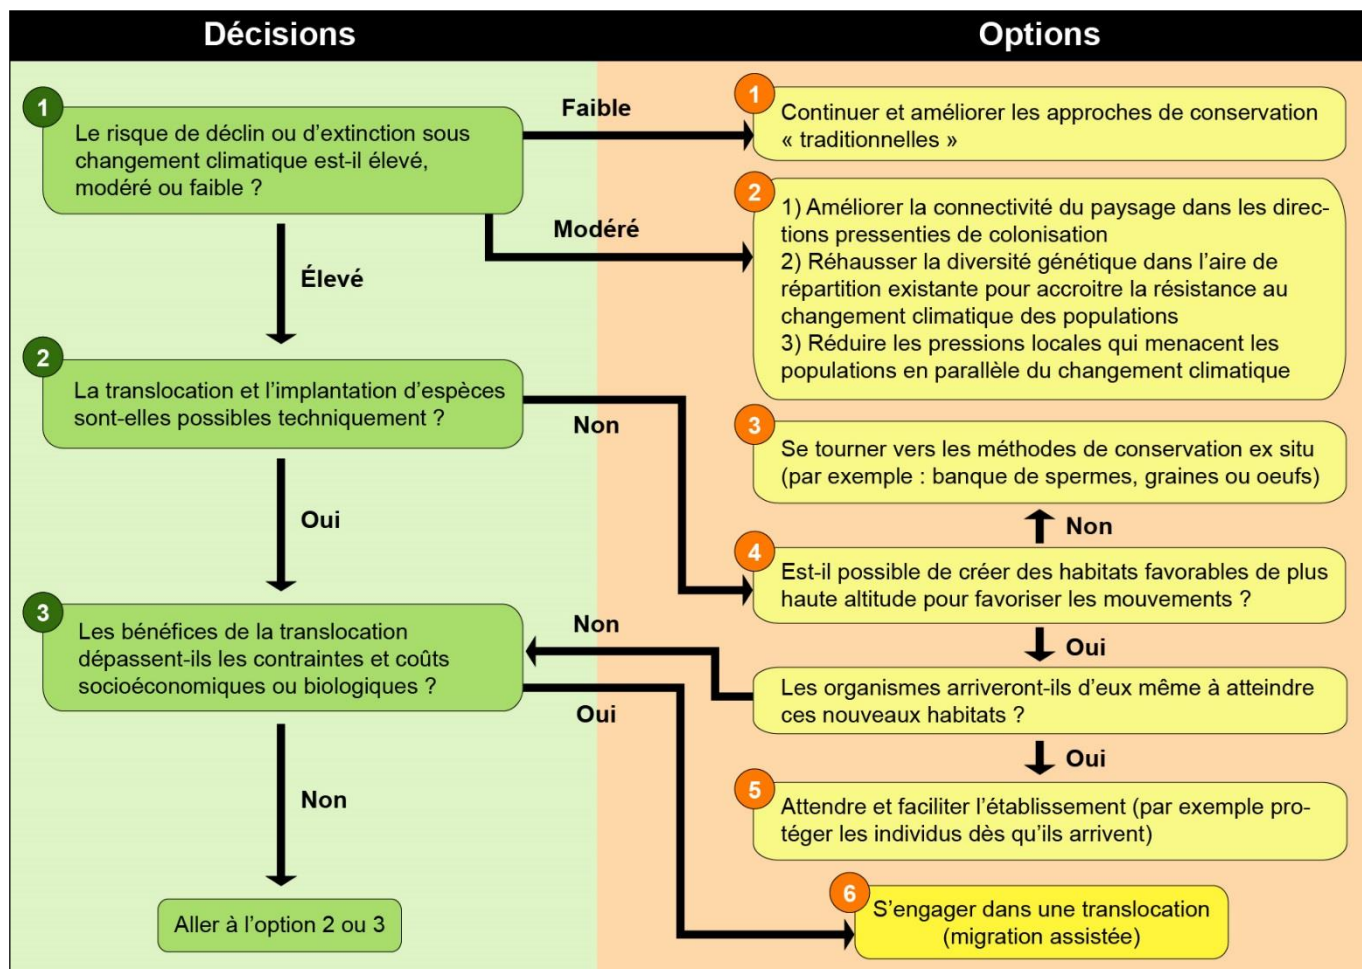 Décisions
Options
1
Le risque de déclin ou d’extinction sous
changement climatique est-il élevé,
modéré ou faible ?
Faible
1
Continuer et améliorer les approches de conservation
« traditionnelles »
Modéré
2
1) Améliorer la connectivité du paysage dans les direc-
tions pressenties de colonisation
2) Réhausser la diversité génétique dans l’aire de
répartition existante pour accroitre la résistance au
changement climatique des populations
3) Réduire les pressions locales qui menacent les
populations en parallèle du changement climatique
Élevé
2
La translocation et l’implantation d’espèces
sont-elles possibles techniquement ?
Non
3
Se tourner vers les méthodes de conservation ex situ
(par exemple : banque de spermes, graines ou oeufs)
Non
4
Est-il possible de créer des habitats favorables de plus
haute altitude pour favoriser les mouvements ?
Oui
Oui
3
Les bénéfices de la translocation
dépassent-ils les contraintes et coûts
socioéconomiques ou biologiques ?
Non
Les organismes arriveront-ils d’eux même à atteindre
ces nouveaux habitats ?
Oui
Oui
5
Attendre et faciliter l’établissement (par exemple pro-
téger les individus dès qu’ils arrivent)
Non
Aller à l’option 2 ou 3
6
S’engager dans une translocation
(migration assistée)